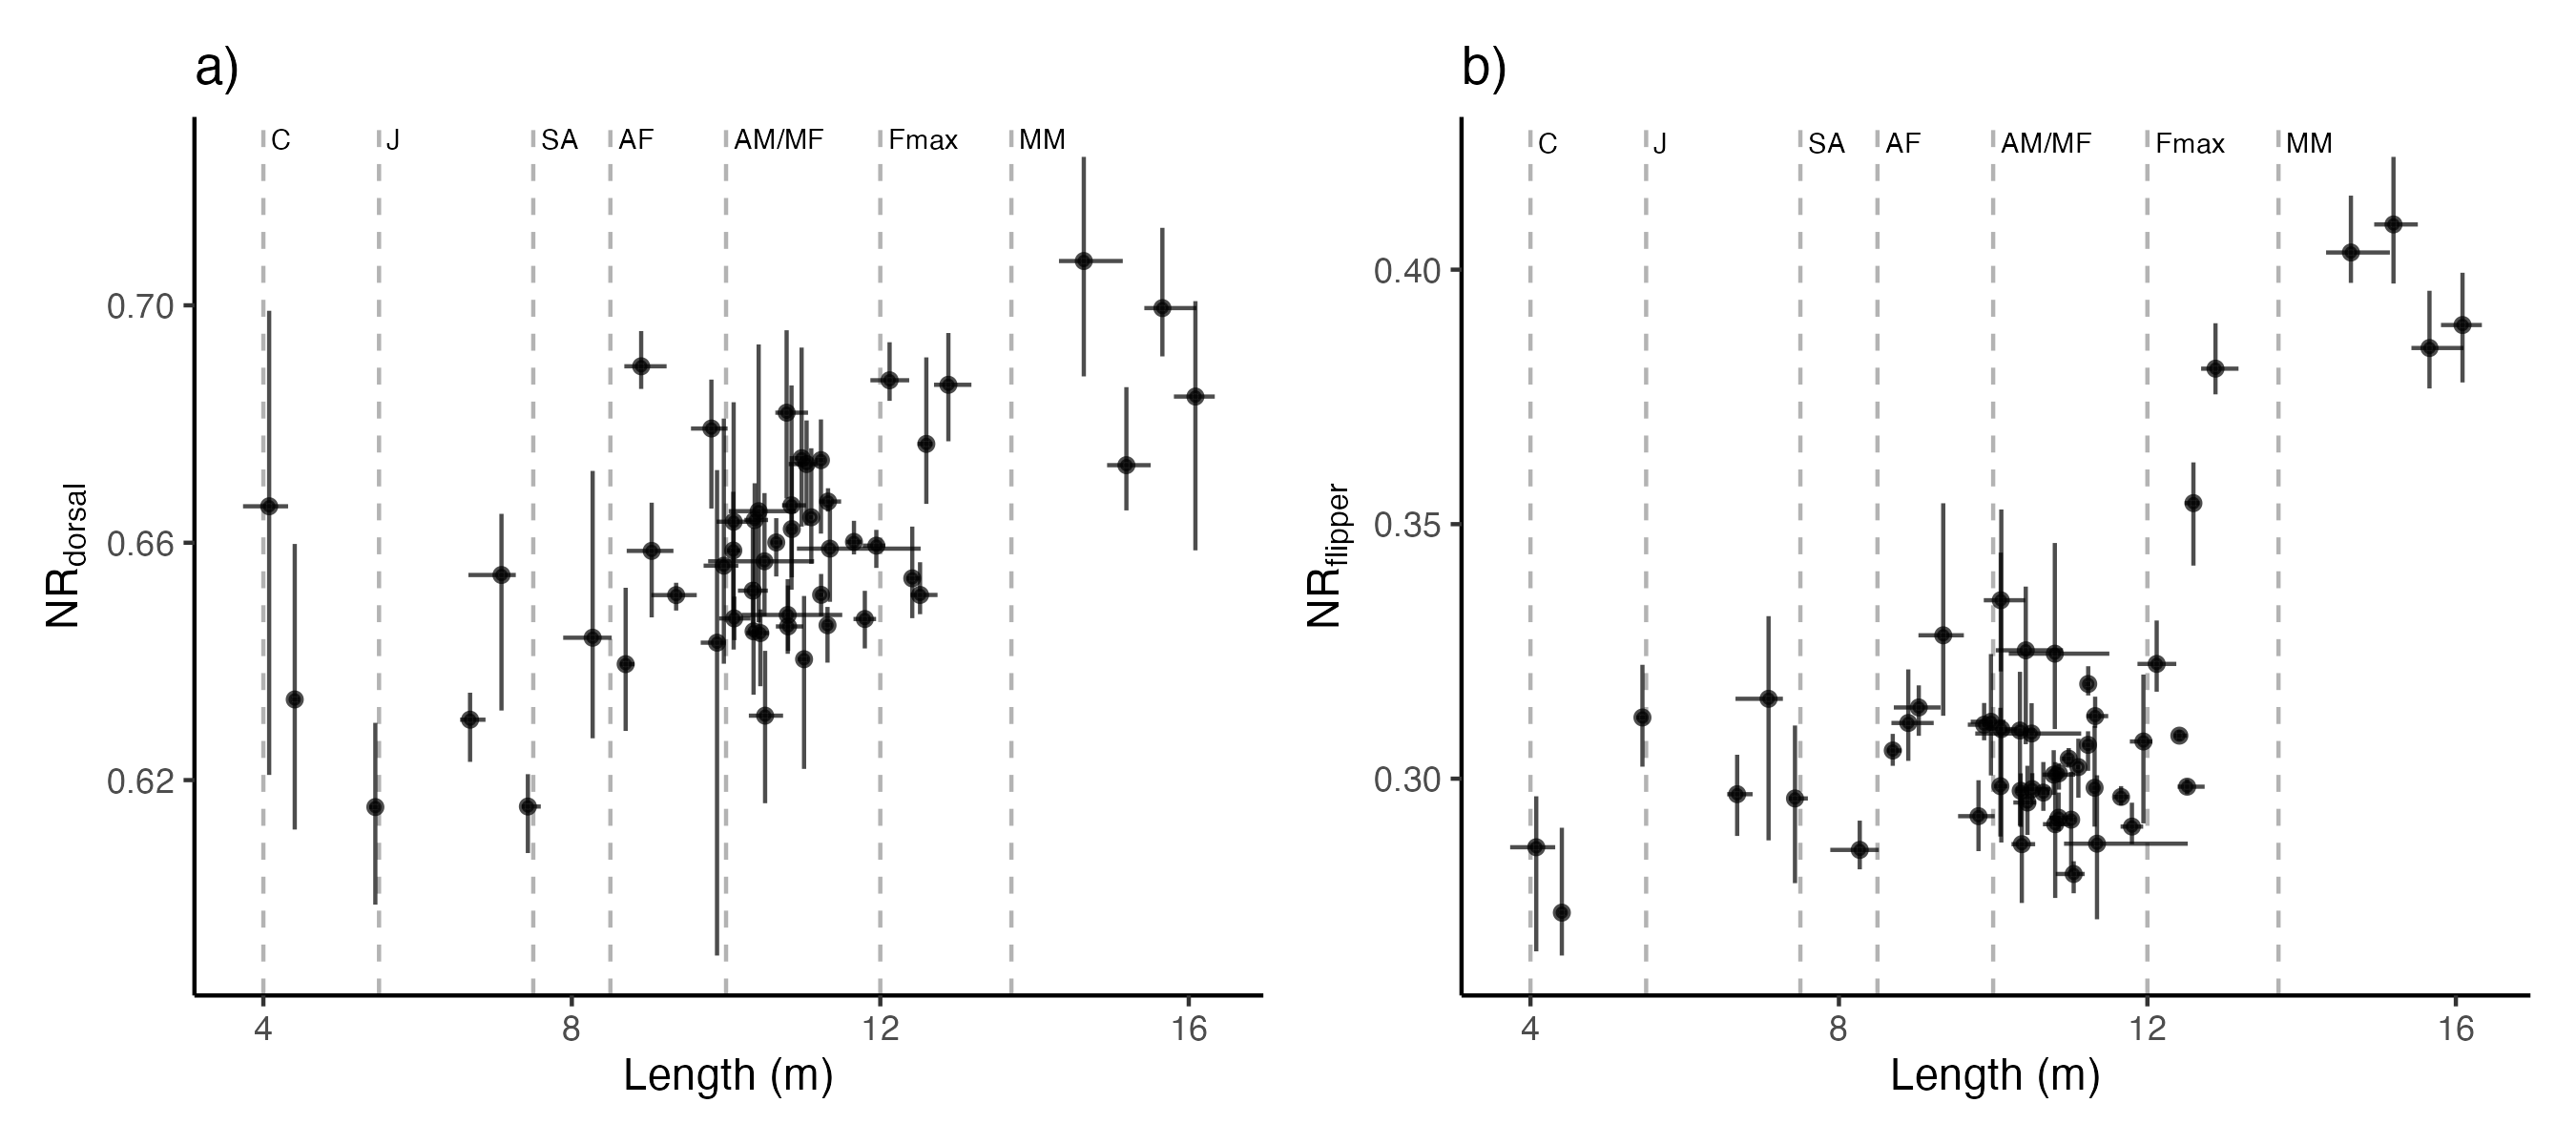 a)
C J SA AF AM/MF Fmax MM
0.70
0.66
0.62
NRdorsal
4 8 12 16
Length (m)
b)
C J SA AF AM/MF Fmax MM
0.40
0.35
0.30
NRflipper
4 8 12 16
Length (m)